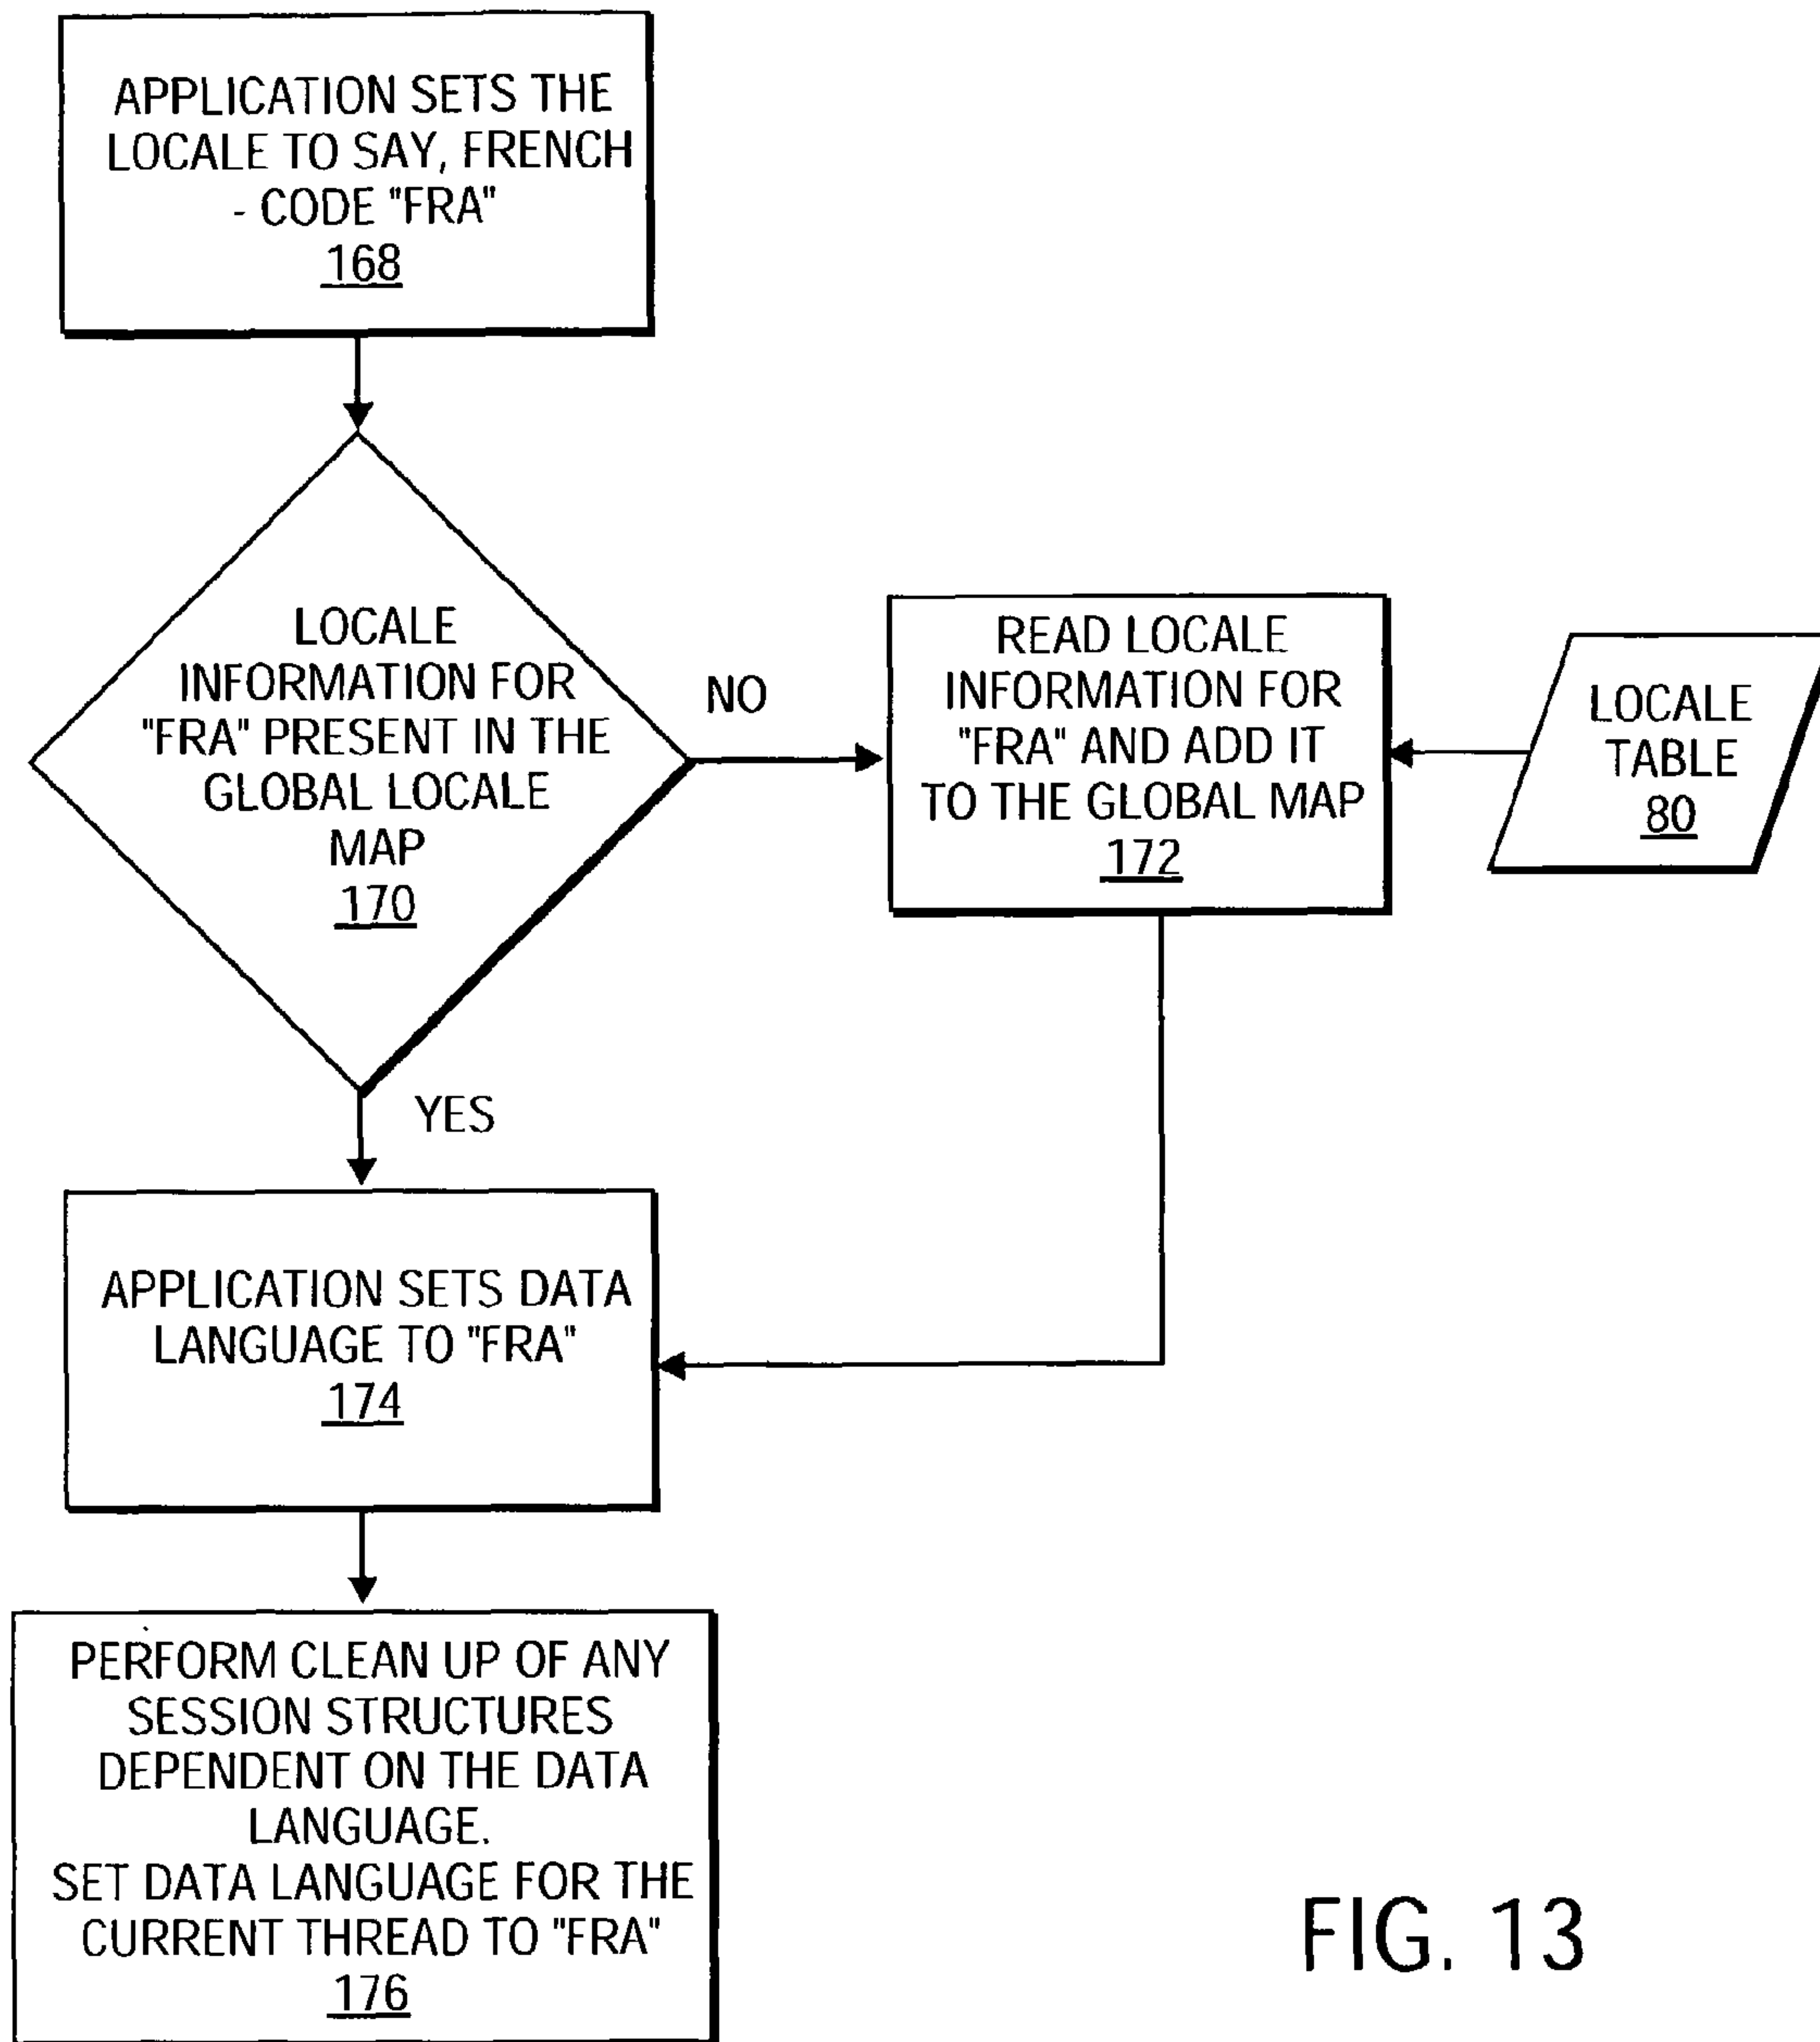 APPLICATION SETS THE
LOCALE TO SAY, FRENCH
- CODE "FRA"
168
LOCALE
INFORMATION FOR
"FRA" PRESENT IN THE
GLOBAL LOCALE
MAP
170
NO
READ LOCALE
INFORMATION FOR
"FRA" AND ADD IT
TO THE GLOBAL MAP
172
LOCALE
TABLE
80
YES
APPLICATION SETS DATA
LANGUAGE TO "FRA"
174
PERFORM CLEAN UP OF ANY
SESSION STRUCTURES
DEPENDENT ON THE DATA
LANGUAGE.
SET DATA LANGUAGE FOR THE
CURRENT THREAD TO "FRA"
176
FIG. 13